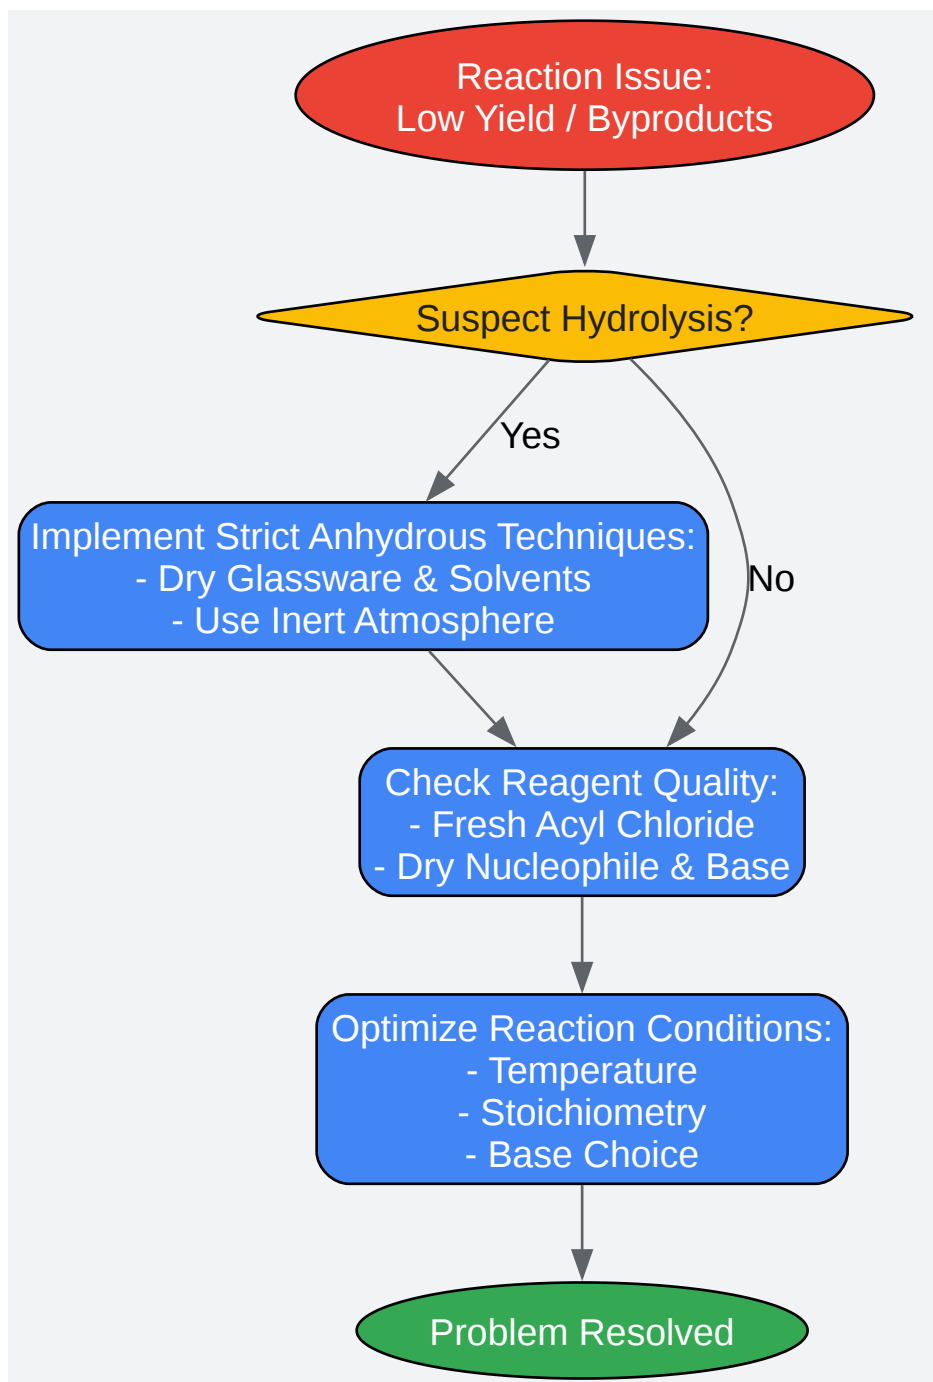 Reaction Issue:
Low Yield / Byproducts
Suspect Hydrolysis?
Yes
Implement Strict Anhydrous Techniques:
- Dry Glassware & Solvents
- Use Inert Atmosphere
No
Check Reagent Quality:
- Fresh Acyl Chloride
- Dry Nucleophile & Base
Optimize Reaction Conditions:
- Temperature
- Stoichiometry
- Base Choice
Problem Resolved